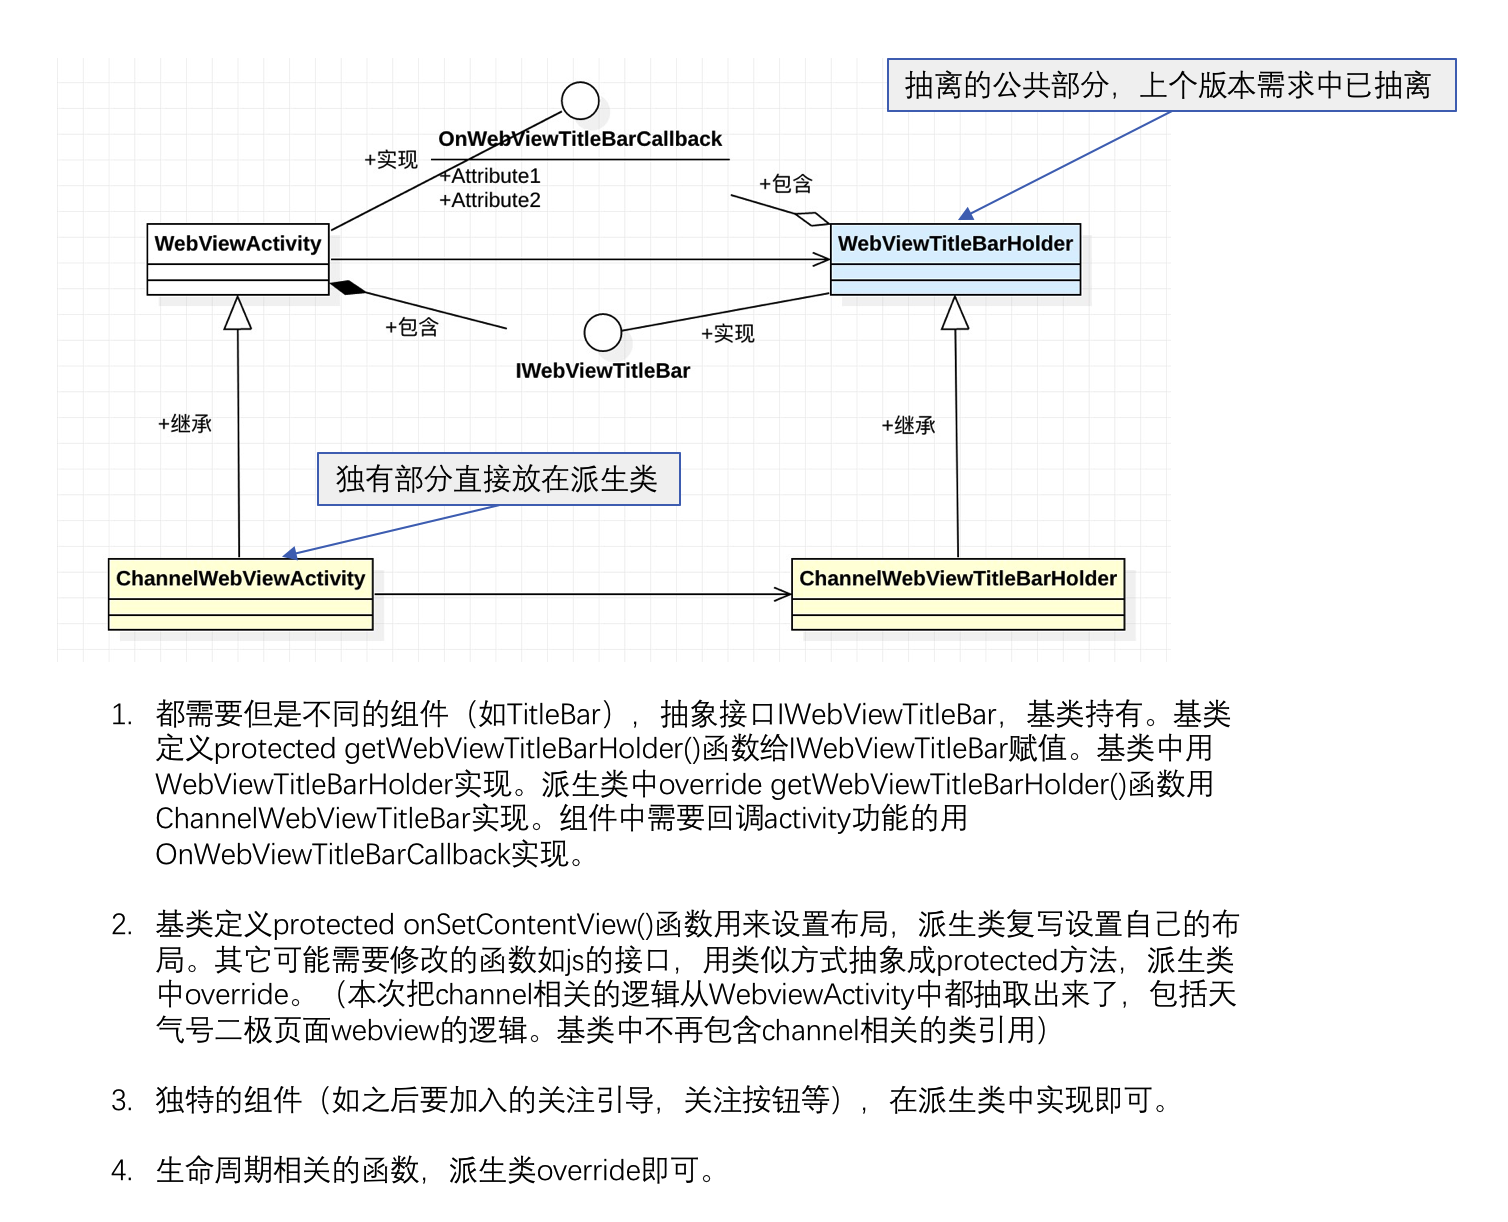 抽离的公共部分，上个版本需求中已抽离
OnWebViewTitleBarCallback
+实现
+Attribute1
+Attribute2
+包含
WebViewActivity
WebViewTitleBarHolder
+包含
+实现
IWebViewTitleBar
+继承
+继承
独有部分直接放在派生类
ChannelWebViewActivity
ChannelWebViewTitleBarHolder
1. 都需要但是不同的组件（如TitleBar），抽象接口IWebViewTitleBar，基类持有。基类
定义protected getWebViewTitleBarHolder()函数给IWebViewTitleBar赋值。基类中用
WebViewTitleBarHolder实现。派生类中override getWebViewTitleBarHolder()函数用
ChannelWebViewTitleBar实现。组件中需要回调activity功能的用
OnWebViewTitleBarCallback实现。
2. 基类定义protected onSetContentView()函数用来设置布局，派生类复写设置自己的布
局。其它可能需要修改的函数如js的接口，用类似方式抽象成protected方法，派生类
中override。（本次把channel相关的逻辑从WebviewActivity中都抽取出来了，包括天
气号二极页面webview的逻辑。基类中不再包含channel相关的类引用）
3. 独特的组件（如之后要加入的关注引导，关注按钮等），在派生类中实现即可。
4. 生命周期相关的函数，派生类override即可。